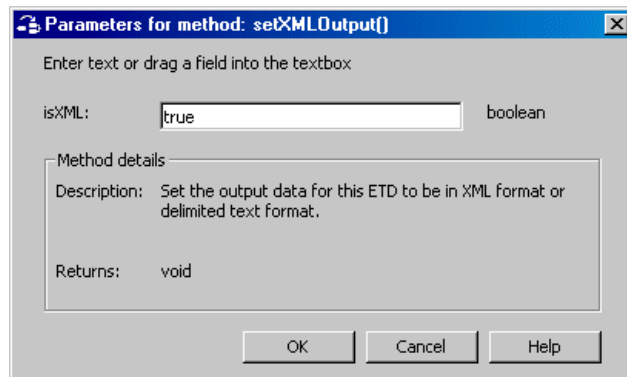 Parameters for method: setXMLOutput()
Enter text or drag a field into the textbox
isXML: true boolean
Method details
Description: Set the output data for this ETD to be in XML format or
delimited text format.
Returns: void
OK Cancel Help